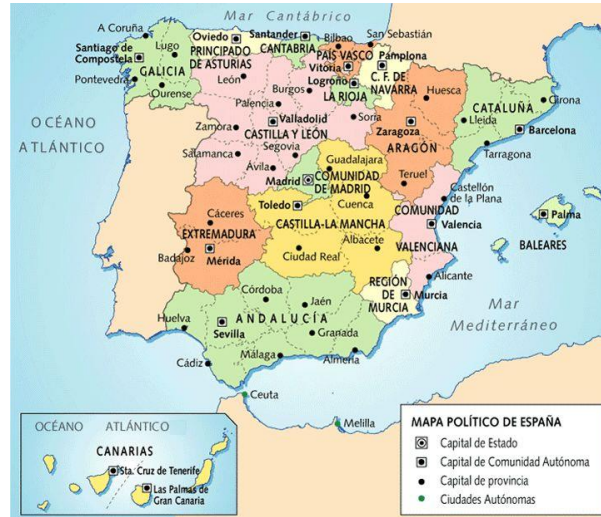 Mar Cantábrico
A Coruña
Oviedo
Santander
Bilbao
San Sebastián
Santiago de
Compostela
Lugo
PRINCIPADO
DE ASTURIAS
CANTABRIA
PAÍS VASCO
Vitoria
Pamplona
Pontevedra
GALICIA
Ourense
León
Burgos
Logroño
LA RIOJA
C. F. DE
NAVARRA
Huesca
CATALUÑA
Girona
Palencia
OCÉANO
ATLÁNTICO
Zamora
Valladolid
CASTILLA Y LEÓN
Soria
Zaragoza
ARAGÓN
Lleida
Barcelona
Tarragona
Salamanca
Segovia
Ávila
Guadalajara
Madrid
COMUNIDAD
DE MADRID
Teruel
Castellón
de la Plana
Toledo
Cuenca
COMUNIDAD
VALENCIANA
Valencia
Palma
BALEARES
Cáceres
EXTREMADURA
Badajoz
Mérida
CASTILLA-LA MANCHA
Ciudad Real
Albacete
Alicante
REGIÓN
DE
MURCIA
Murcia
Mar
Mediterráneo
Córdoba
Jaén
Huelva
Sevilla
ANDALUCÍA
Granada
Cádiz
Málaga
Almería
Ceuta
Melilla
OCÉANO ATLÁNTICO
CANARIAS
Sta. Cruz de Tenerife
Las Palmas de
Gran Canaria
MAPA POLÍTICO DE ESPAÑA
Capital de Estado
Capital de Comunidad Autónoma
Capital de provincia
Ciudades Autónomas